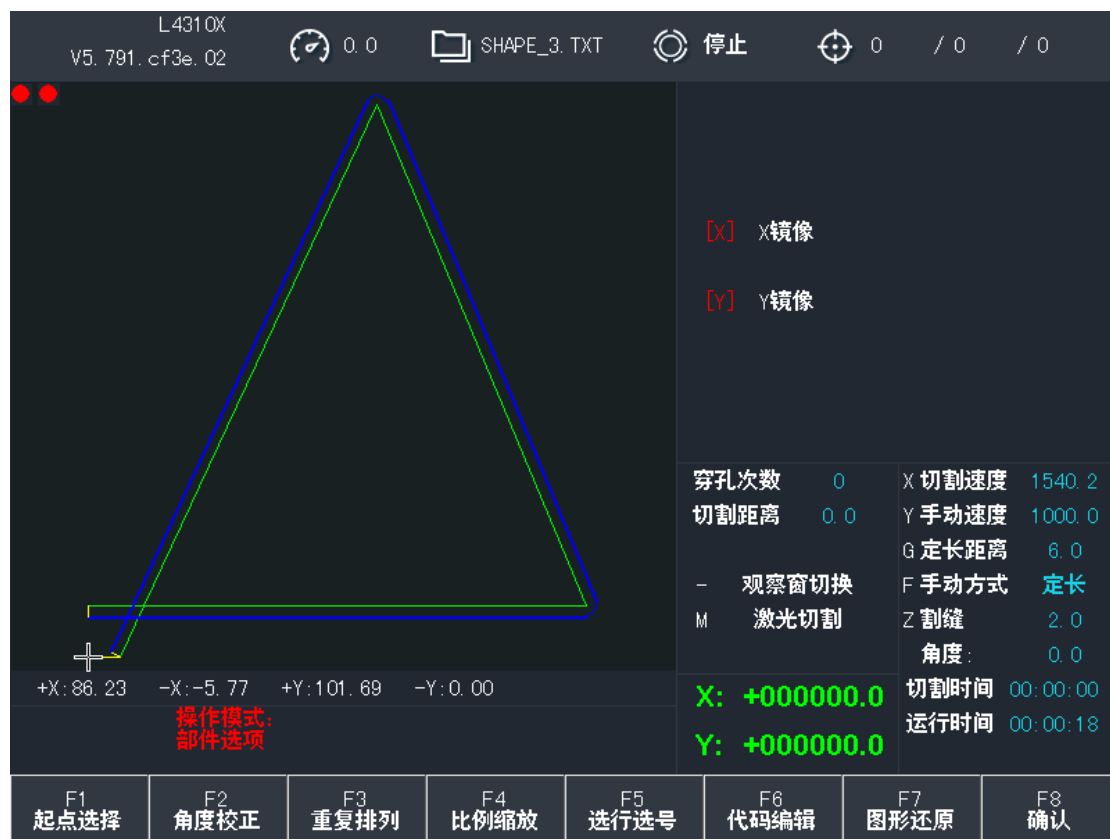 L4310X
V5.791.cf3e.02
0.0
SHAPE_3.TXT
停止
0 / 0 / 0
[X] X镜像
[Y] Y镜像
穿孔次数 0
切割距离 0.0
- 观察窗切换
M 激光切割
X 切割速度 1540.2
Y 手动速度 1000.0
G 定长距离 6.0
F 手动方式 定长
Z 割缝 2.0
角度: 0.0
+X:86.23 -X:-5.77 +Y:101.69 -Y:0.00
操作模式:
部件选项
X: +000000.0
Y: +000000.0
切割时间 00:00:00
运行时间 00:00:18
F1
起点选择
F2
角度校正
F3
重复排列
F4
比例缩放
F5
选行选号
F6
代码编辑
F7
图形还原
F8
确认